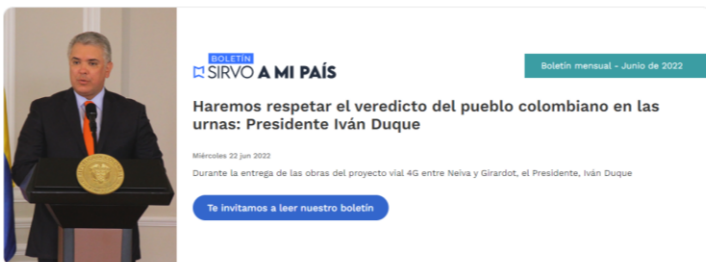 BOLETÍN
SIRVO A MI PAÍS
Boletín mensual - Junio de 2022
Haremos respetar el veredicto del pueblo colombiano en las
urnas: Presidente Iván Duque
Miércoles 22 jun 2022
Durante la entrega de las obras del proyecto vial 4G entre Neiva y Girardot, el Presidente, Iván Duque
Te invitamos a leer nuestro boletín